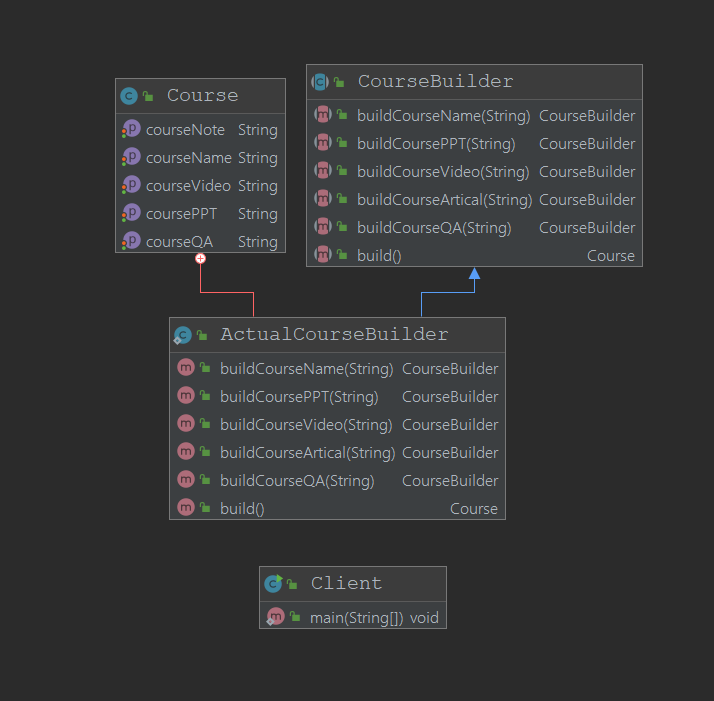 Course
courseNote String
courseName String
courseVideo String
coursePPT String
courseQA String
CourseBuilder
buildCourseName(String) CourseBuilder
buildCoursePPT(String) CourseBuilder
buildCourseVideo(String) CourseBuilder
buildCourseArtical(String) CourseBuilder
buildCourseQA(String) CourseBuilder
build() Course
ActualCourseBuilder
buildCourseName(String) CourseBuilder
buildCoursePPT(String) CourseBuilder
buildCourseVideo(String) CourseBuilder
buildCourseArtical(String) CourseBuilder
buildCourseQA(String) CourseBuilder
build() Course
Client
main(String[]) void